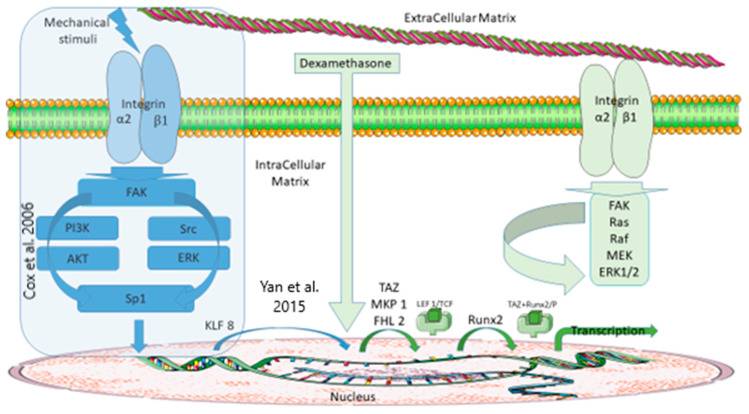 Mechanical
stimuli
ExtraCellular Matrix
Dexamethasone
Integrin
α2 β1
Integrin
α2 β1
IntraCellular
Matrix
FAK
PI3K
Src
AKT
ERK
Sp1
Cox et al. 2006
FAK
Ras
Raf
MEK
ERK1/2
KLF 8
Yan et al.
2015
TAZ
MKP 1
FHL 2
LEF 1/TCF
Runx2
TAZ+Runx2/P
Transcription
Nucleus